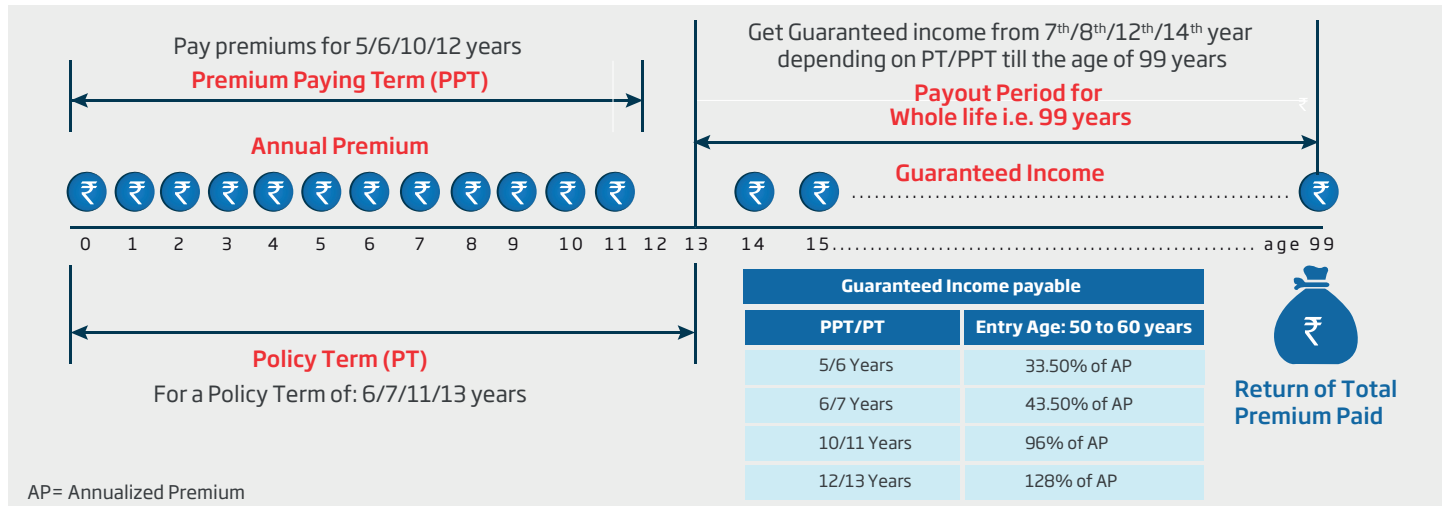 Pay premiums for 5/6/10/12 years
Premium Paying Term (PPT)
Annual Premium
₹ ₹ ₹ ₹ ₹ ₹ ₹ ₹ ₹ ₹ ₹ ₹
Get Guaranteed income from 7th/8th/12th/14th year
depending on PT/PPT till the age of 99 years
₹
Payout Period for
Whole life i.e. 99 years
Guaranteed Income
₹ ₹ ........................................................................ ₹
0 1 2 3 4 5 6 7 8 9 10 11 12 13 14 15........................................................ age 99
Policy Term (PT)
For a Policy Term of: 6/7/11/13 years
Guaranteed Income payable
PPT/PT Entry Age: 50 to 60 years
5/6 Years 33.50% of AP
6/7 Years 43.50% of AP
10/11 Years 96% of AP
12/13 Years 128% of AP
₹
Return of Total
Premium Paid
AP= Annualized Premium